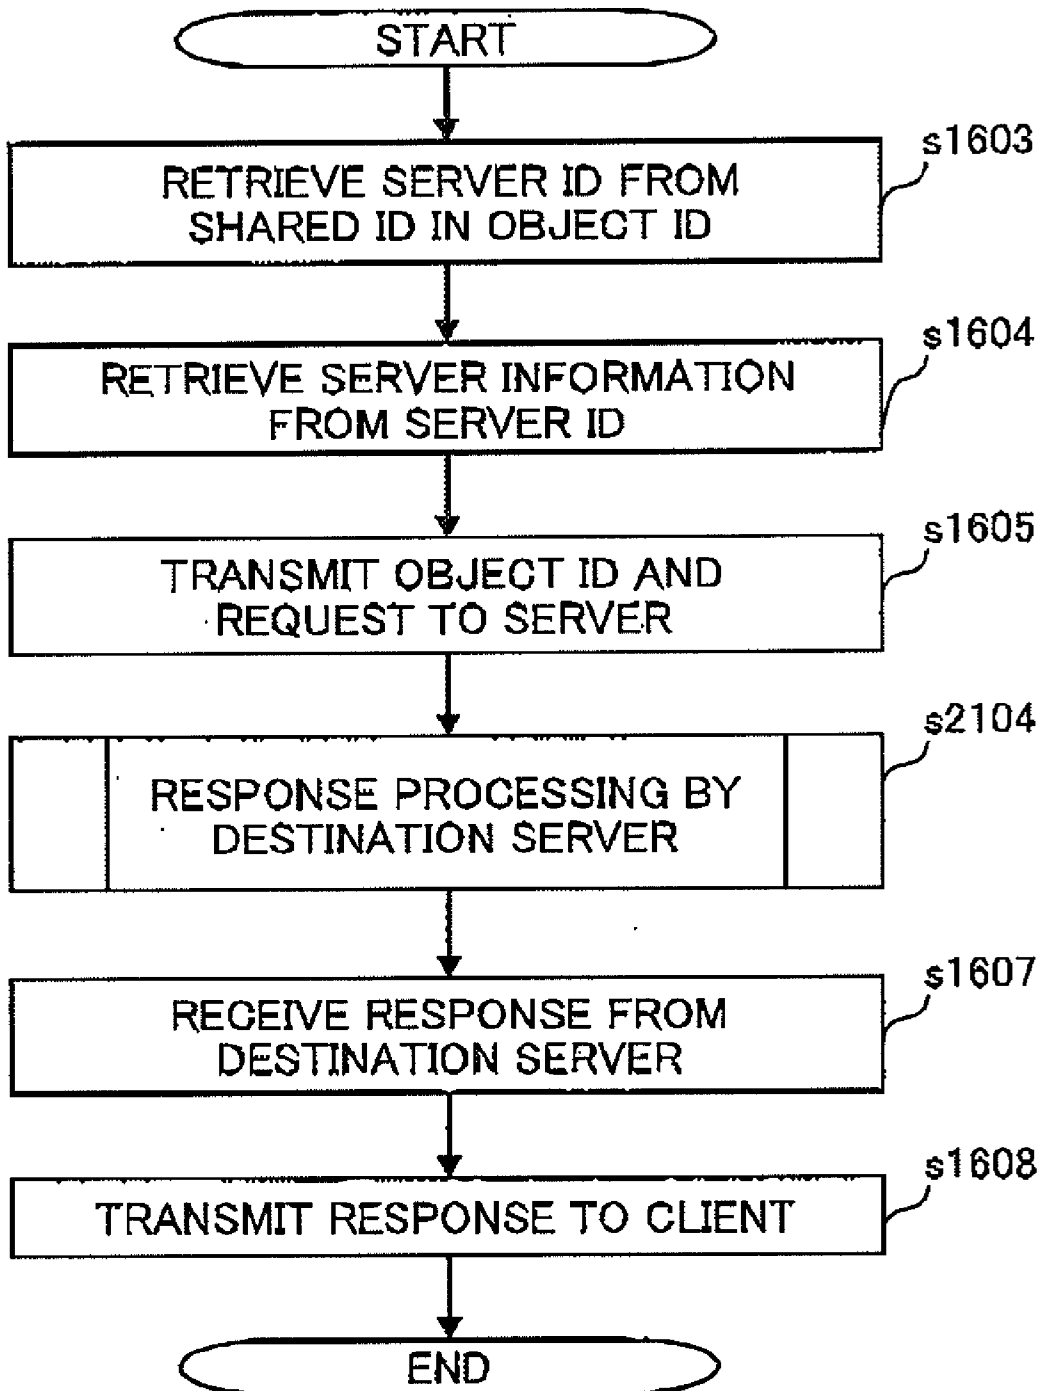 START
s1603
RETRIEVE SERVER ID FROM
SHARED ID IN OBJECT ID
s1604
RETRIEVE SERVER INFORMATION
FROM SERVER ID
s1605
TRANSMIT OBJECT ID AND
REQUEST TO SERVER
s2104
RESPONSE PROCESSING BY
DESTINATION SERVER
s1607
RECEIVE RESPONSE FROM
DESTINATION SERVER
s1608
TRANSMIT RESPONSE TO CLIENT
END